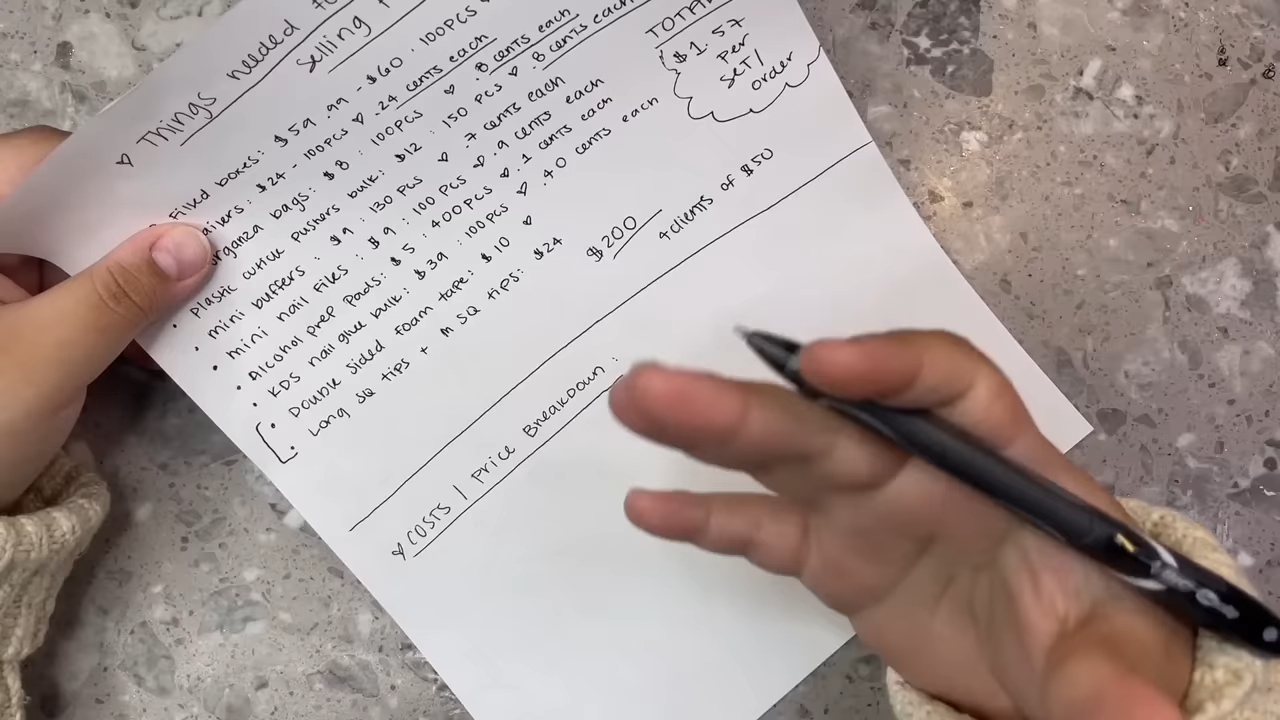 ♡ Things needed fo
selling
Filled boxes: $59.99 - $60 · 100PCS
ailers: $24 - 100PCS ♡ .24 cents each
organza bags: $8 : 100PCS ♡ .8 cents each
• Plastic cuticle pushors bulk: $12 : 150 PCS ♡ 8 cents each
• mini buffers : $9 : 130 PCS ♡ .7 cents each
• mini nail files : $9 : 100 PCS ♡ .9 cents each
• Alcohol prep Pads: $5 : 400PCS ♡ .1 cents each
• KDS nail glue bulk: $39 : 100PCS ♡ .40 cents each
• Double sided foam tape: $10 ♡
• Long SQ tips + m SQ tips: $24
TOTAL
$1.57
per
set/
order
$200
4 clients of $50
♡ COSTS / Price Breakdown :